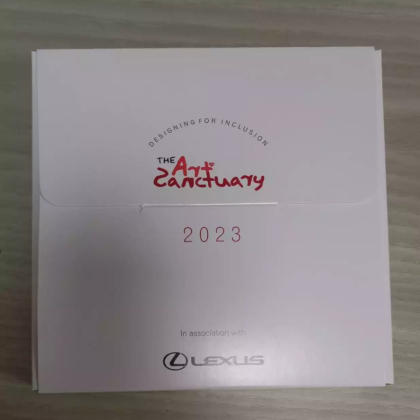 DESIGNING FOR INCLUSION
THE Art
Sanctuary
2023
In association with
LEXUS